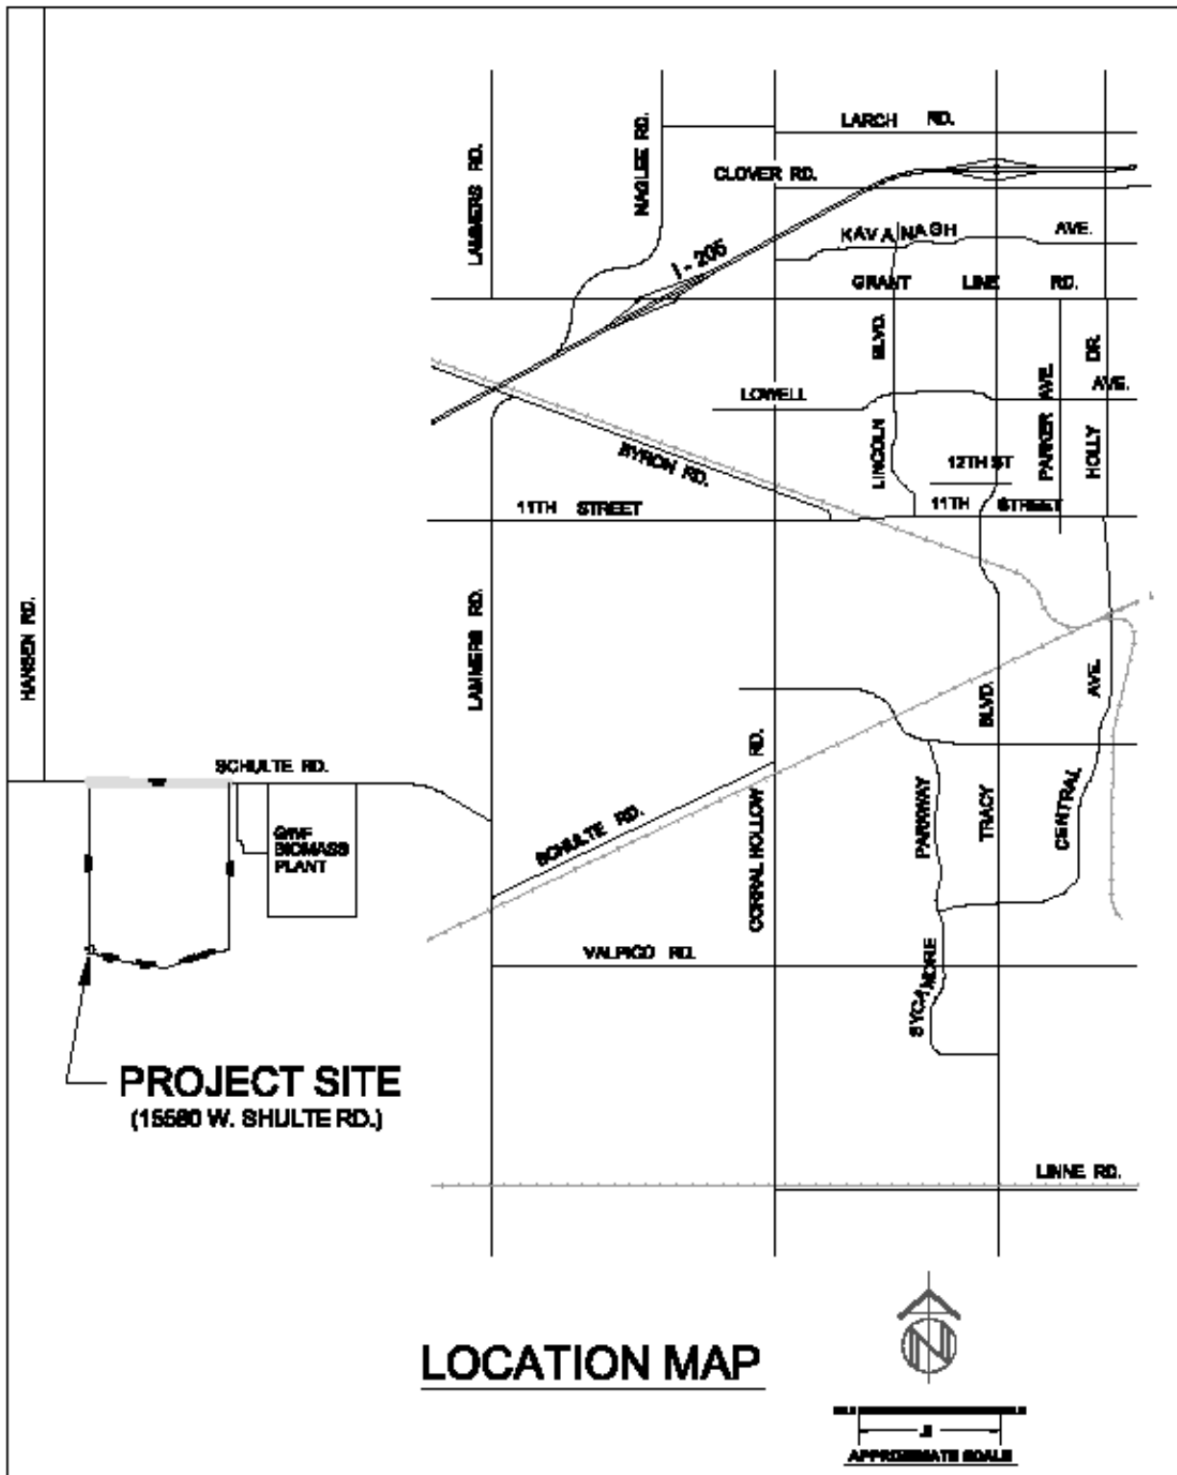 LARCH RD.
CLOVER RD.
NAGLEE RD.
LAMMERS RD.
KAVANAGH AVE.
I - 205
GRANT LINE RD.
LINCOLN BLVD.
PARKER AVE.
HOLLY DR.
LOWELL AVE.
BYRON RD.
12TH ST
11TH STREET
11TH STREET
HANSEN RD.
LAMMERS RD.
SCHULTE RD.
GWF
BIOMASS
PLANT
SCHULTE RD.
CORRAL HOLLOW RD.
TRACY BLVD.
CENTRAL AVE.
SYCAMORE PARKWAY
VALPICO RD.
PROJECT SITE
(15580 W. SHULTE RD.)
LINNE RD.
LOCATION MAP
N
APPROXIMATE SCALE